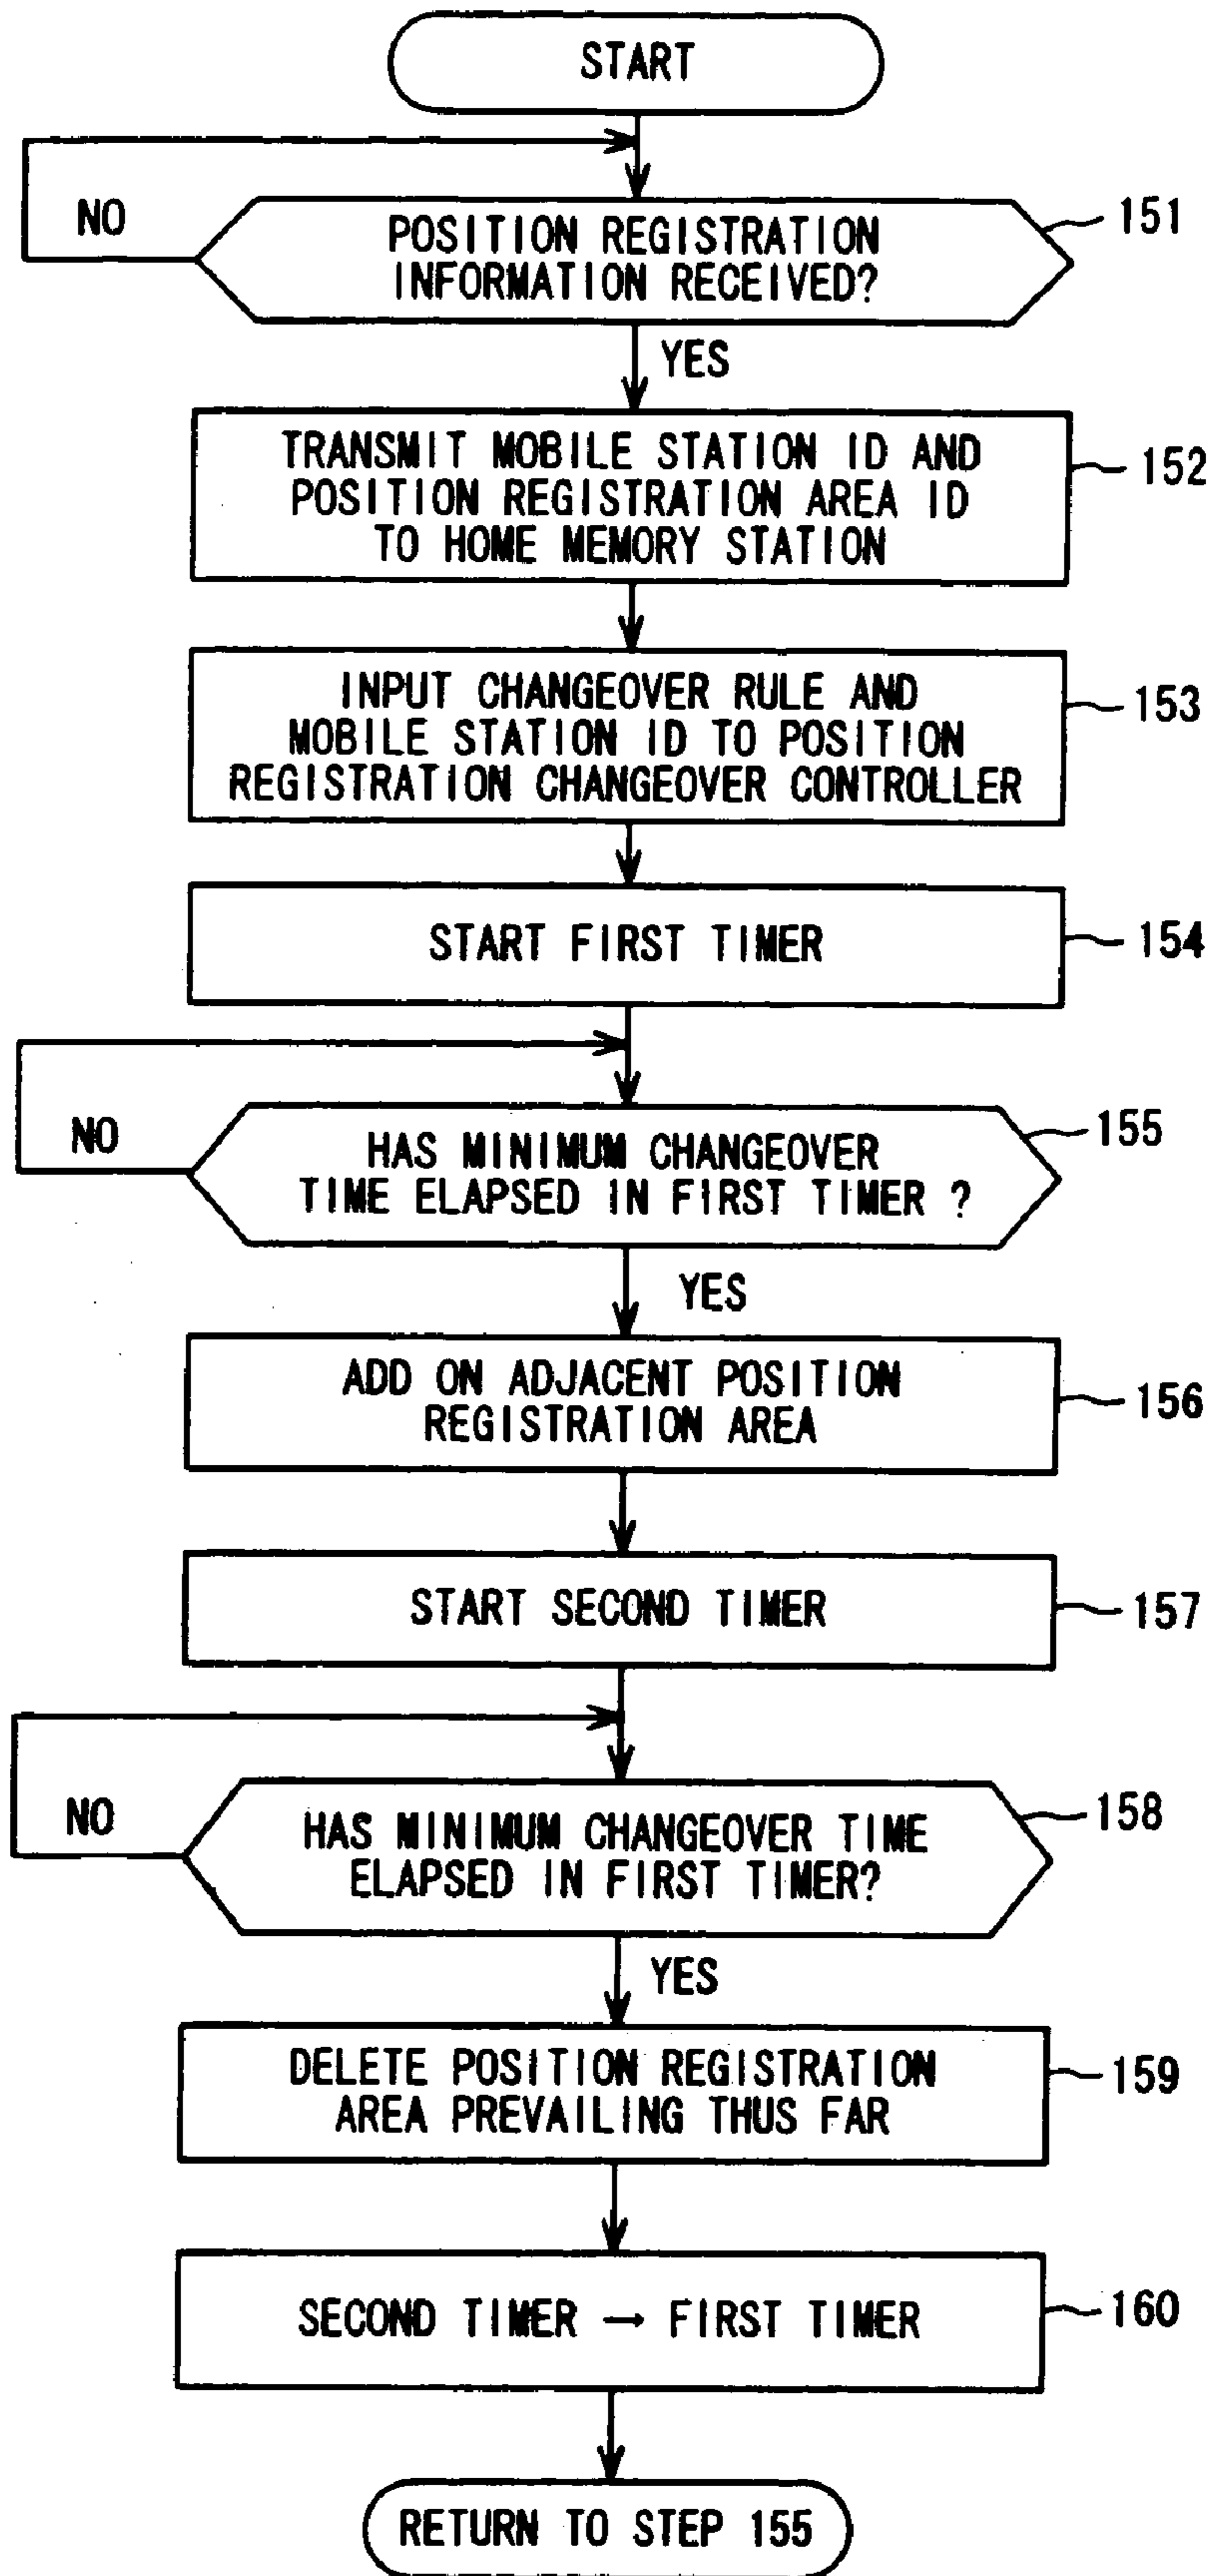 START
NO
POSITION REGISTRATION
INFORMATION RECEIVED?
151
YES
TRANSMIT MOBILE STATION ID AND
POSITION REGISTRATION AREA ID
TO HOME MEMORY STATION
152
INPUT CHANGEOVER RULE AND
MOBILE STATION ID TO POSITION
REGISTRATION CHANGEOVER CONTROLLER
153
START FIRST TIMER
154
NO
HAS MINIMUM CHANGEOVER
TIME ELAPSED IN FIRST TIMER ?
155
YES
ADD ON ADJACENT POSITION
REGISTRATION AREA
156
START SECOND TIMER
157
NO
HAS MINIMUM CHANGEOVER TIME
ELAPSED IN FIRST TIMER?
158
YES
DELETE POSITION REGISTRATION
AREA PREVAILING THUS FAR
159
SECOND TIMER → FIRST TIMER
160
RETURN TO STEP 155